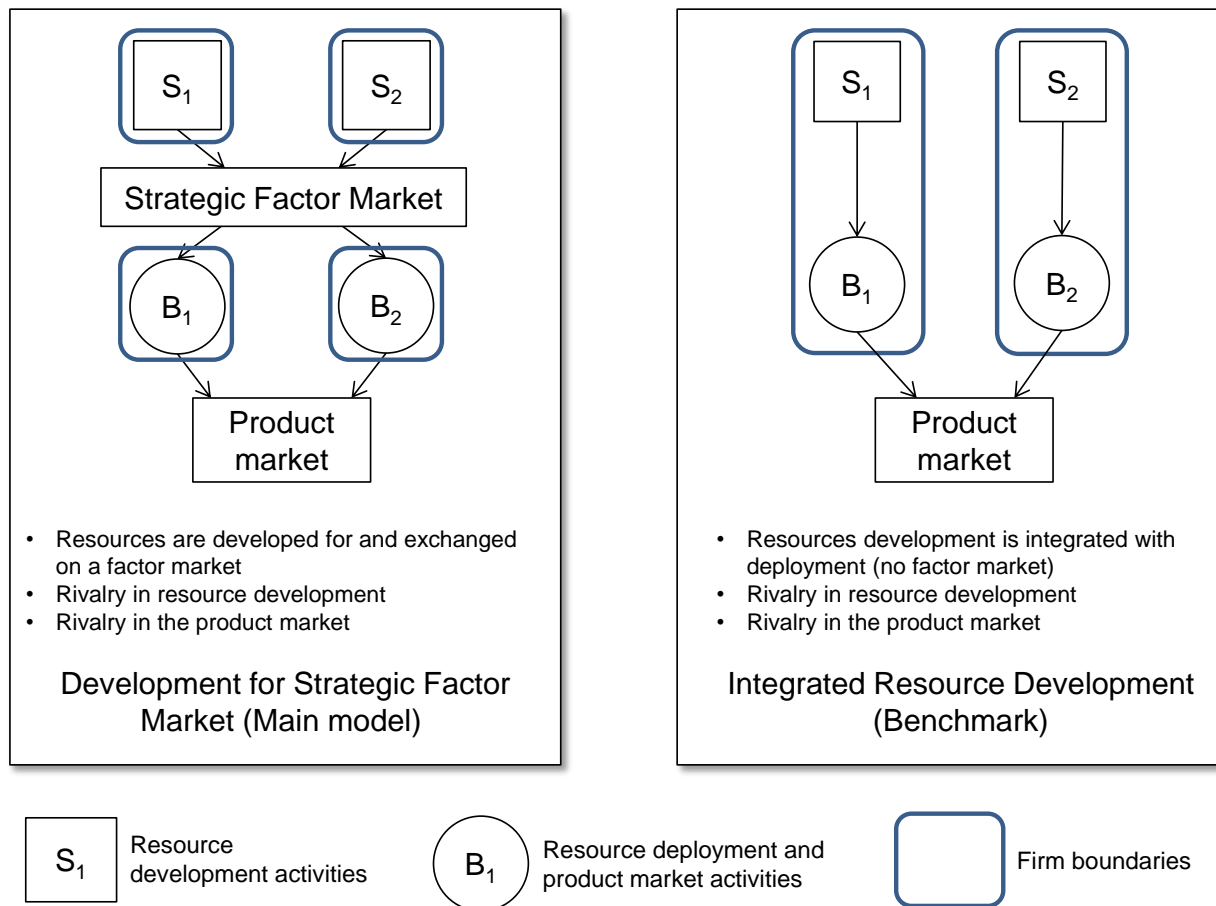 S1
S2
Strategic Factor Market
B1
B2
Product
market
• Resources are developed for and exchanged
on a factor market
• Rivalry in resource development
• Rivalry in the product market
Development for Strategic Factor
Market (Main model)
S1
S2
B1
B2
Product
market
• Resources development is integrated with
deployment (no factor market)
• Rivalry in resource development
• Rivalry in the product market
Integrated Resource Development
(Benchmark)
S1
Resource
development activities
B1
Resource deployment and
product market activities
Firm boundaries